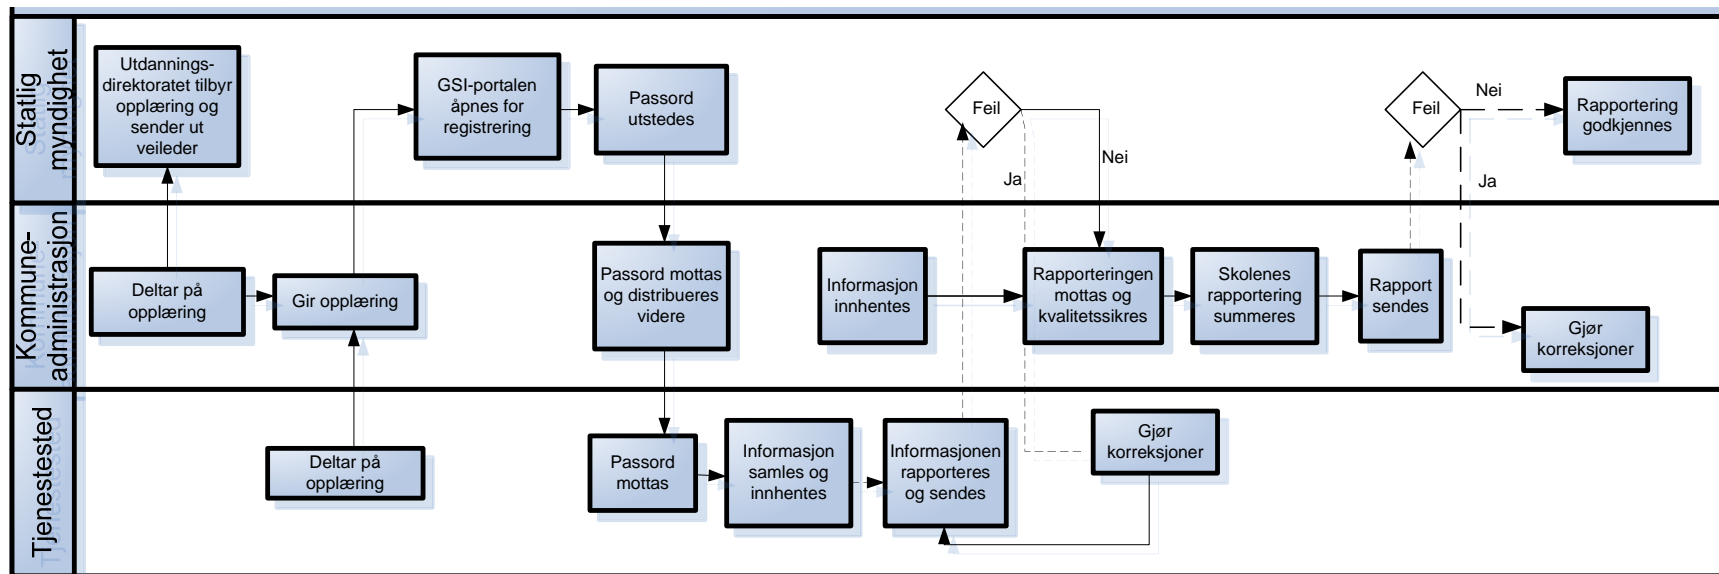 Statlig
myndighet
Utdannings-
direktoratet tilbyr
opplæring og
sender ut
veileder
GSI-portalen
åpnes for
registrering
Passord
utstedes
Feil
Nei
Ja
Feil
Nei
Ja
Rapportering
godkjennes
Kommune-
administrasjon
Deltar på
opplæring
Gir opplæring
Passord mottas
og distribueres
videre
Informasjon
innhentes
Rapporteringen
mottas og
kvalitetssikres
Skolenes
rapportering
summeres
Rapport
sendes
Gjør
korreksjoner
Tjenestested
Deltar på
opplæring
Passord
mottas
Informasjon
samles og
innhentes
Informasjonen
rapporteres
og sendes
Gjør
korreksjoner